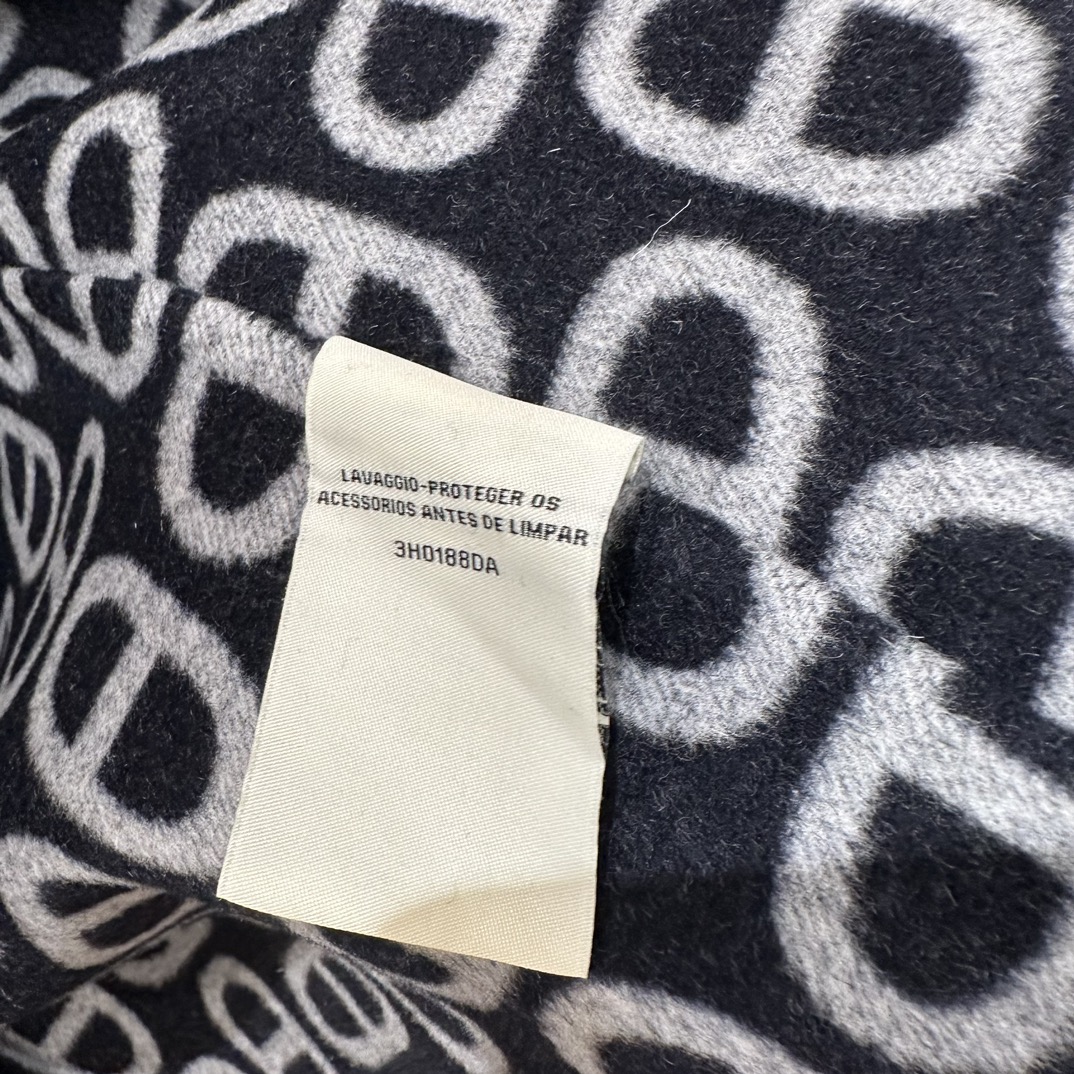 LAVAGGIO-PROTEGER OS
ACESSORIOS ANTES DE LIMPAR
3H0188DA